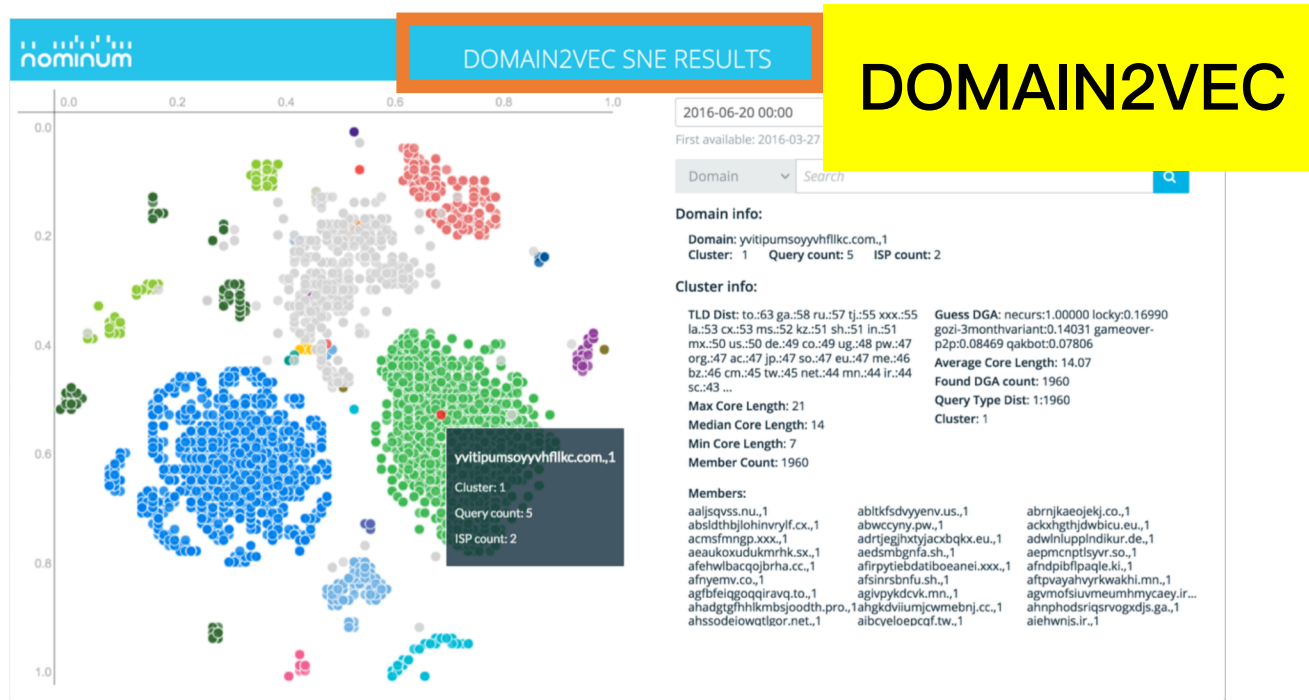 nominum
DOMAIN2VEC SNE RESULTS
DOMAIN2VEC
0.0 0.2 0.4 0.6 0.8 1.0
0.0
0.2
0.4
0.6
0.8
1.0
yvitipumsoyyvhfllkc.com.,1
Cluster: 1
Query count: 5
ISP count: 2
2016-06-20 00:00
First available: 2016-03-27
Domain Search
Domain info:
Domain: yvitipumsoyyvhfllkc.com.,1
Cluster: 1 Query count: 5 ISP count: 2
Cluster info:
TLD Dist: to.:63 ga.:58 ru.:57 tj.:55 xxx.:55
la.:53 cx.:53 ms.:52 kz.:51 sh.:51 in.:51
mx.:50 us.:50 de.:49 co.:49 ug.:48 pw.:47
org.:47 ac.:47 jp.:47 so.:47 eu.:47 me.:46
bz.:46 cm.:45 tw.:45 net.:44 mn.:44 ir.:44
sc.:43 ...
Max Core Length: 21
Median Core Length: 14
Min Core Length: 7
Member Count: 1960
Guess DGA: necurs:1.00000 locky:0.16990
gozi-3monthvariant:0.14031 gameover-
p2p:0.08469 qakbot:0.07806
Average Core Length: 14.07
Found DGA count: 1960
Query Type Dist: 1:1960
Cluster: 1
Members:
aaljsqvss.nu.,1 abltkfsdvyyenv.us.,1 abrnjkaeojekj.co.,1
absldthbjlohinvrylf.cx.,1 abwccyny.pw.,1 ackxhgthjdwbicu.eu.,1
acmsfmngp.xxx.,1 adrtjegjhxtyjacxbqkx.eu.,1 adwlnlupplndikur.de.,1
aeaukoxudukmrhk.sx.,1 aedsmbgnfa.sh.,1 aepmcnptlsyvr.so.,1
afehwlbacqojbrha.cc.,1 afirpytiebdatiboeanei.xxx.,1 afndpibflpaqle.ki.,1
afnyemv.co.,1 afsinrsbnfu.sh.,1 aftpvayahvyrkwakhi.mn.,1
agfbfeiqgoqqiravq.to.,1 agivpykdcvk.mn.,1 agvmofsiuvmeumhmycaey.ir...
ahadgtgfhhlkmbsjoodth.pro.,1 ahgkdviiumjcwmebnj.cc.,1 ahnphodsriqsrvogxdjs.ga.,1
ahssodeiowqtlgor.net.,1 aibcyeloepcqf.tw.,1 aiehwnjs.ir.,1